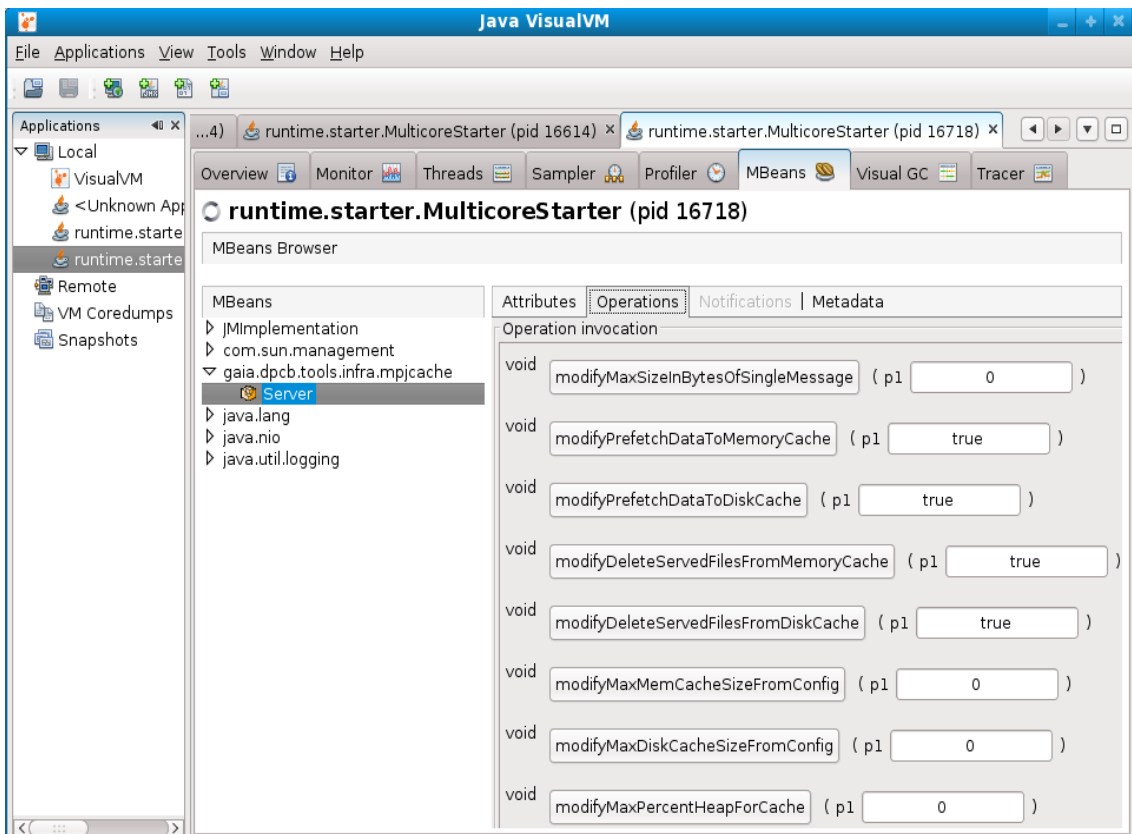 Java VisualVM
File Applications View Tools Window Help
Applications
Local
VisualVM
<Unknown App
runtime.starte
runtime.starte
Remote
VM Coredumps
Snapshots
...4) runtime.starter.MulticoreStarter (pid 16614) runtime.starter.MulticoreStarter (pid 16718)
Overview Monitor Threads Sampler Profiler MBeans Visual GC Tracer
runtime.starter.MulticoreStarter (pid 16718)
MBeans Browser
MBeans
JMImplementation
com.sun.management
gaia.dpcb.tools.infra.mpjcache
Server
java.lang
java.nio
java.util.logging
Attributes Operations Notifications | Metadata
Operation invocation
void modifyMaxSizeInBytesOfSingleMessage ( p1 0 )
void modifyPrefetchDataToMemoryCache ( p1 true )
void modifyPrefetchDataToDiskCache ( p1 true )
void modifyDeleteServedFilesFromMemoryCache ( p1 true )
void modifyDeleteServedFilesFromDiskCache ( p1 true )
void modifyMaxMemCacheSizeFromConfig ( p1 0 )
void modifyMaxDiskCacheSizeFromConfig ( p1 0 )
void modifyMaxPercentHeapForCache ( p1 0 )